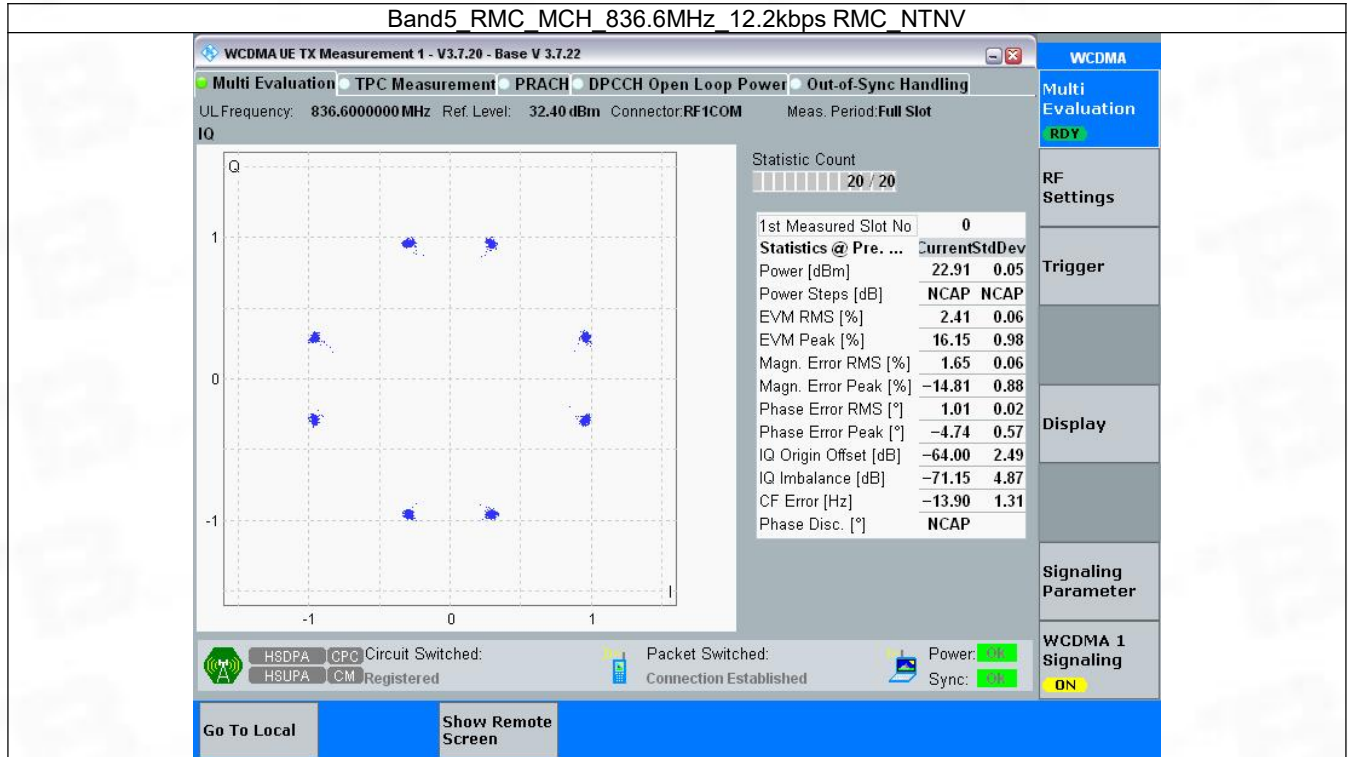 Band5_RMC_MCH_836.6MHz_12.2kbps RMC_NTNV
WCDMA UE TX Measurement 1 - V3.7.20 - Base V 3.7.22
WCDMA
Multi Evaluation TPC Measurement PRACH DPCCH Open Loop Power Out-of-Sync Handling
Multi
Evaluation
RDY
UL Frequency: 836.6000000 MHz Ref. Level: 32.40 dBm Connector:RF1COM Meas. Period:Full Slot
IQ
Q
1
0
-1
I
-1 0 1
Statistic Count
20 / 20
1st Measured Slot No 0
Statistics @ Pre. ... Current StdDev
Power [dBm] 22.91 0.05
Power Steps [dB] NCAP NCAP
EVM RMS [%] 2.41 0.06
EVM Peak [%] 16.15 0.98
Magn. Error RMS [%] 1.65 0.06
Magn. Error Peak [%] −14.81 0.88
Phase Error RMS [°] 1.01 0.02
Phase Error Peak [°] −4.74 0.57
IQ Origin Offset [dB] −64.00 2.49
IQ Imbalance [dB] −71.15 4.87
CF Error [Hz] −13.90 1.31
Phase Disc. [°] NCAP
RF
Settings
Trigger
Display
Signaling
Parameter
WCDMA 1
Signaling
ON
HSDPA CPC Circuit Switched: Packet Switched: Power: OK
HSUPA CM Registered Connection Established Sync: OK
Go To Local
Show Remote
Screen